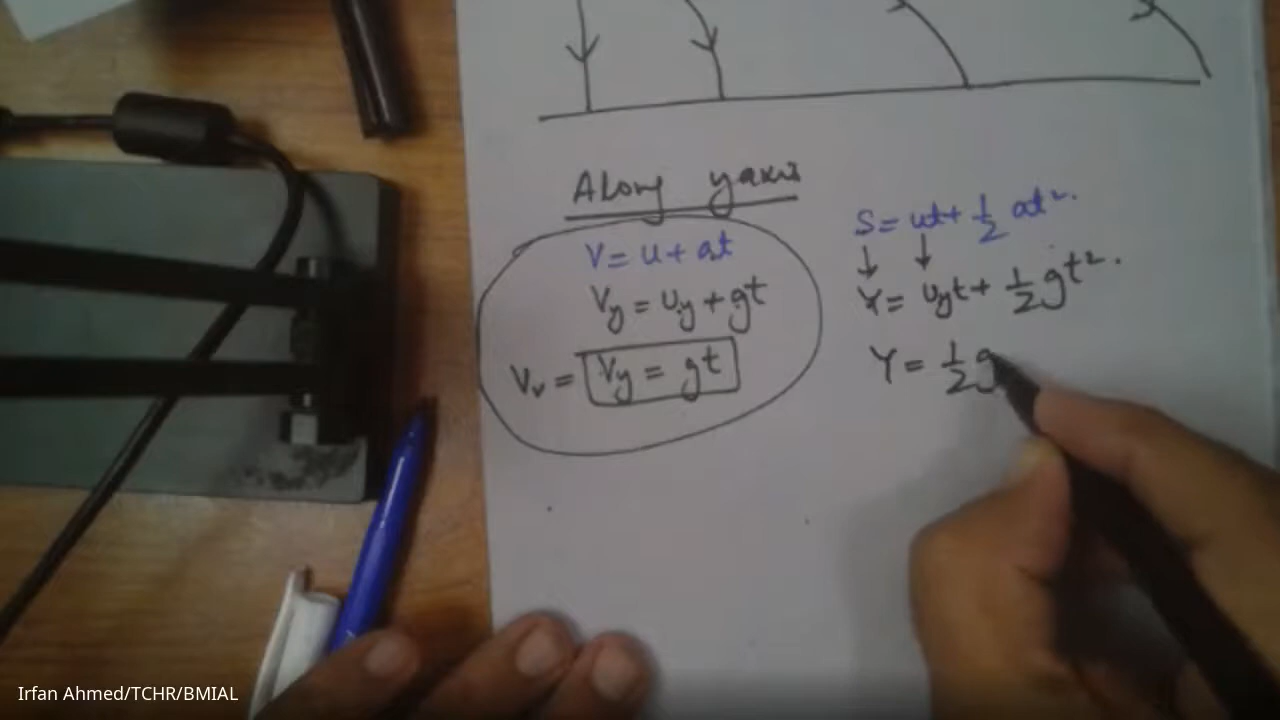 Along yaxis
V = u + at
Vy = uy + gt
Vv = Vy = gt
S = ut + 1/2 at².
Y = uyt + 1/2 gt².
Y = 1/2 g
Irfan Ahmed/TCHR/BMIAL